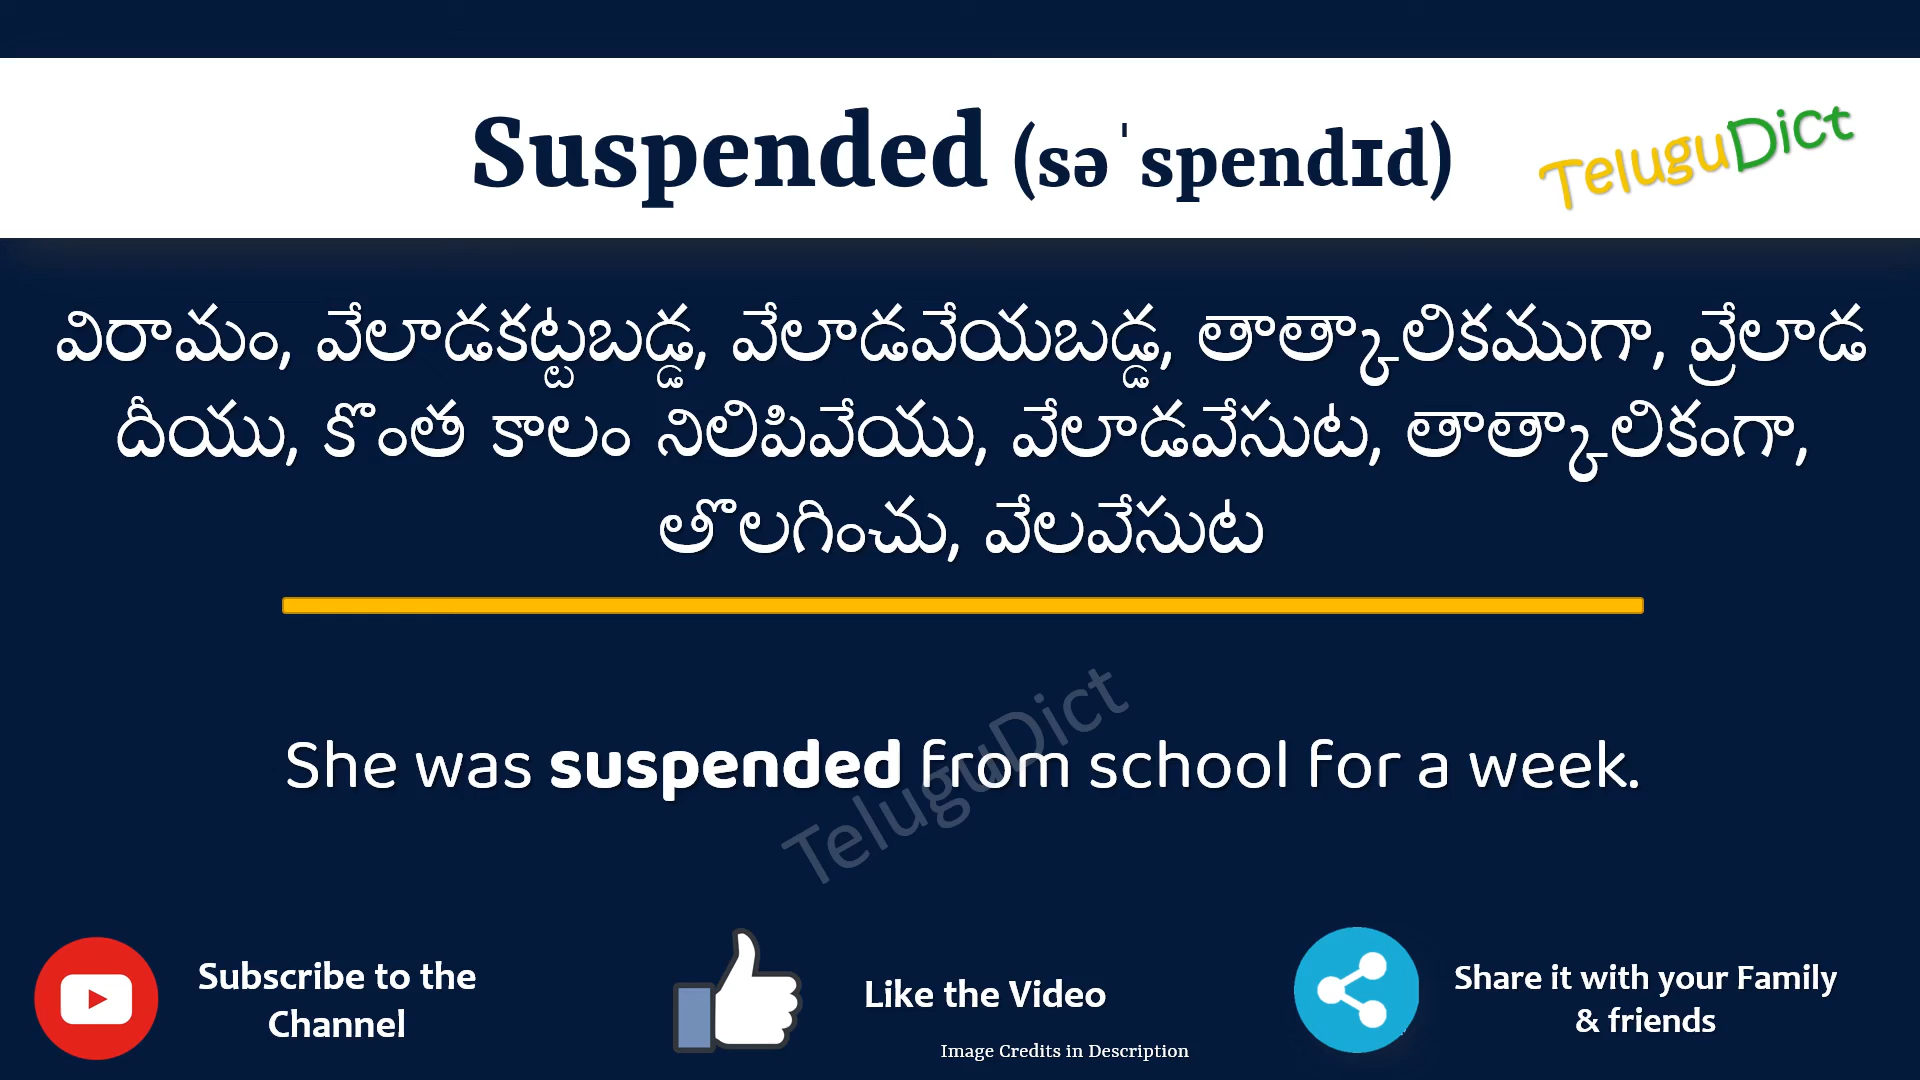 Suspended (səˈspendɪd)
TeluguDict
విరామం, వేలాడకట్టబడ్డ, వేలాడవేయబడ్డ, తాత్కాలికముగా, వ్రేలాడ
దీయు, కొంత కాలం నిలిపివేయు, వేలాడవేసుట, తాత్కాలికంగా,
తొలగించు, వేలవేసుట
TeluguDict
She was suspended from school for a week.
Subscribe to the
Channel
Like the Video
Share it with your Family
& friends
Image Credits in Description